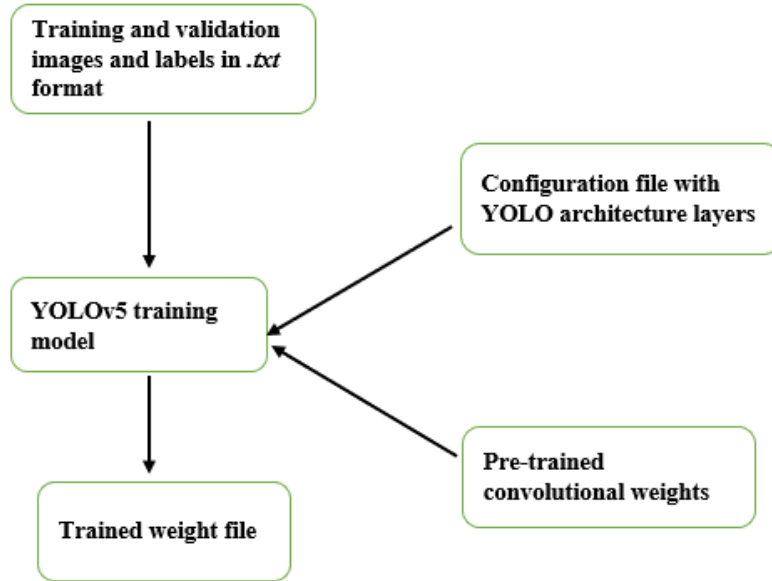 Training and validation
images and labels in .txt
format
Configuration file with
YOLO architecture layers
YOLOv5 training
model
Pre-trained
convolutional weights
Trained weight file